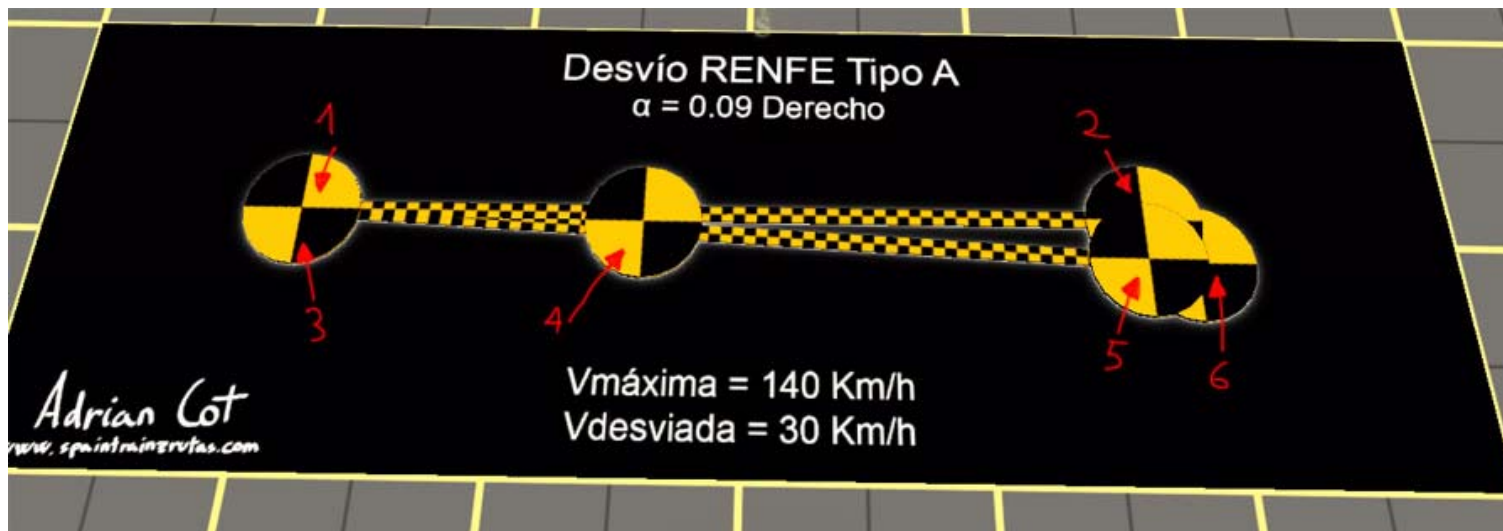 Desvío RENFE Tipo A
α = 0.09 Derecho
1
2
3
4
5
6
Vmáxima = 140 Km/h
Vdesviada = 30 Km/h
Adrian Cot
www.spaintrainzrutas.com